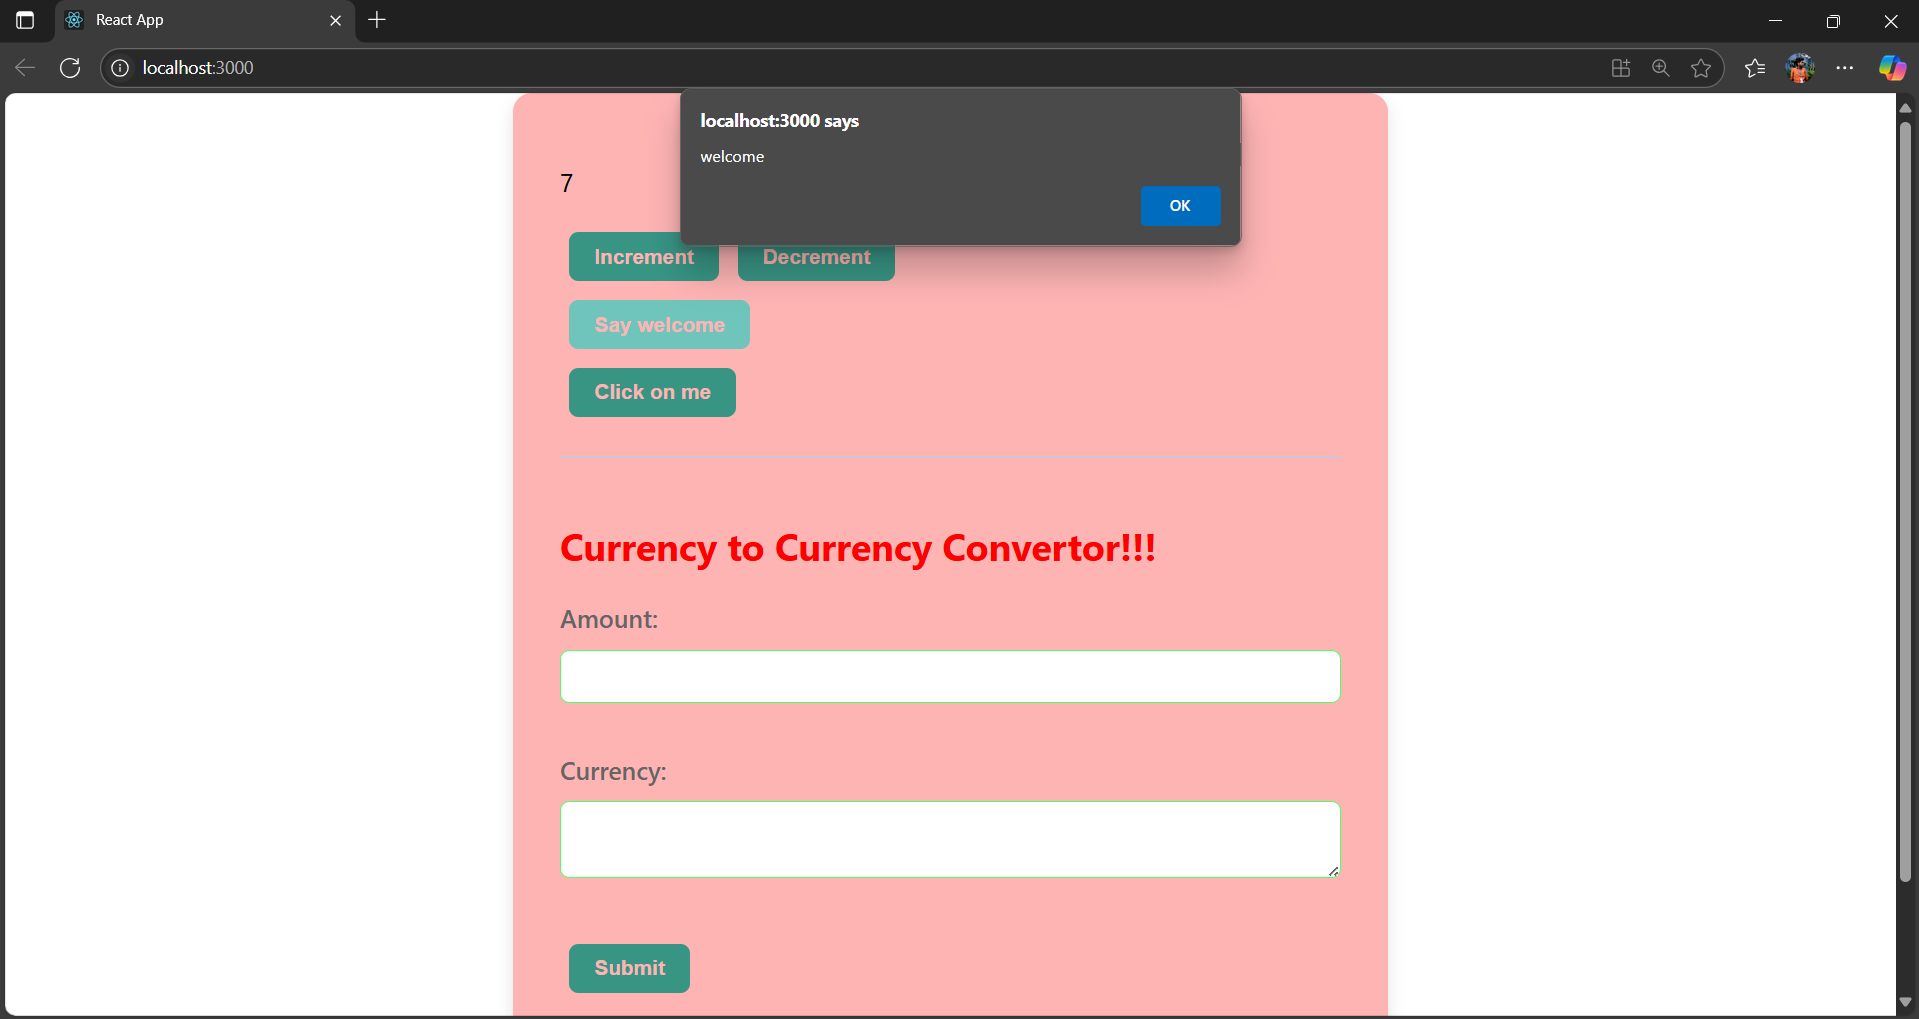 React App
localhost:3000
localhost:3000 says
welcome
OK
7
Increment Decrement
Say welcome
Click on me
Currency to Currency Convertor!!!
Amount:
Currency:
Submit